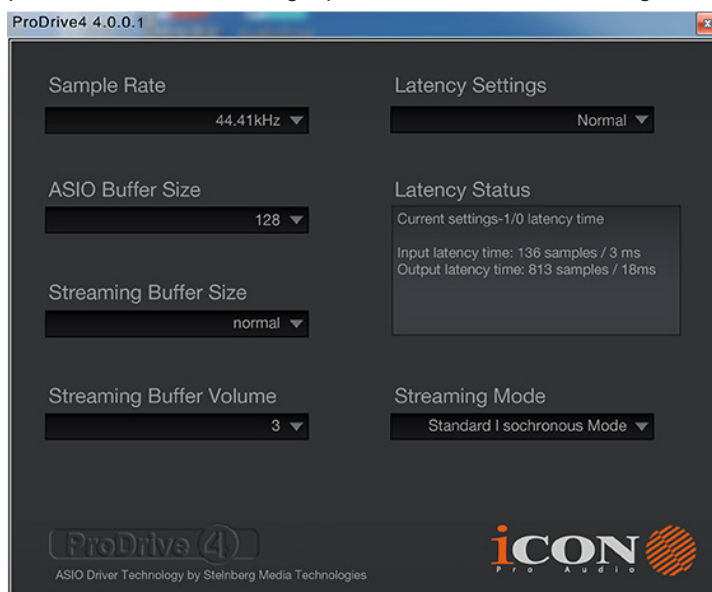 ProDrive4 4.0.0.1
Sample Rate
44.41kHz
Latency Settings
Normal
ASIO Buffer Size
128
Latency Status
Current settings-1/0 latency time
Input latency time: 136 samples / 3 ms
Output latency time: 813 samples / 18ms
Streaming Buffer Size
normal
Streaming Buffer Volume
3
Streaming Mode
Standard I sochronous Mode
ProDrive 4
ASIO Driver Technology by Steinberg Media Technologies
iCON
Pro Audio